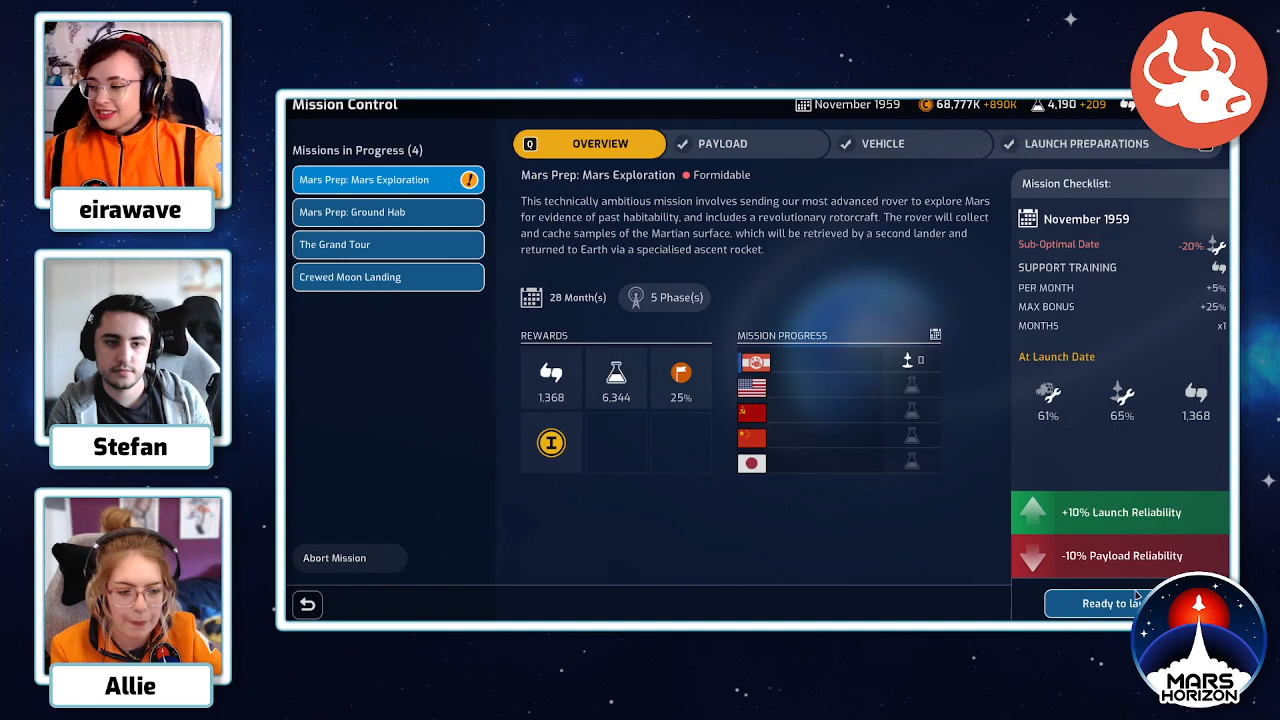 eirawave
Stefan
Allie
Mission Control
November 1959
68,777K +890K
4,190 +209
Missions in Progress (4)
Mars Prep: Mars Exploration
Mars Prep: Ground Hab
The Grand Tour
Crewed Moon Landing
Abort Mission
Q OVERVIEW
PAYLOAD
VEHICLE
LAUNCH PREPARATIONS
Mars Prep: Mars Exploration Formidable
This technically ambitious mission involves sending our most advanced rover to explore Mars
for evidence of past habitability, and includes a revolutionary rotorcraft. The rover will collect
and cache samples of the Martian surface, which will be retrieved by a second lander and
returned to Earth via a specialised ascent rocket.
28 Month(s)
5 Phase(s)
REWARDS
1,368
6,344
25%
I
MISSION PROGRESS
0
Mission Checklist:
November 1959
Sub-Optimal Date -20%
SUPPORT TRAINING
PER MONTH +5%
MAX BONUS +25%
MONTHS x1
At Launch Date
61% 65% 1,368
+10% Launch Reliability
-10% Payload Reliability
Ready to
MARS
HORIZON